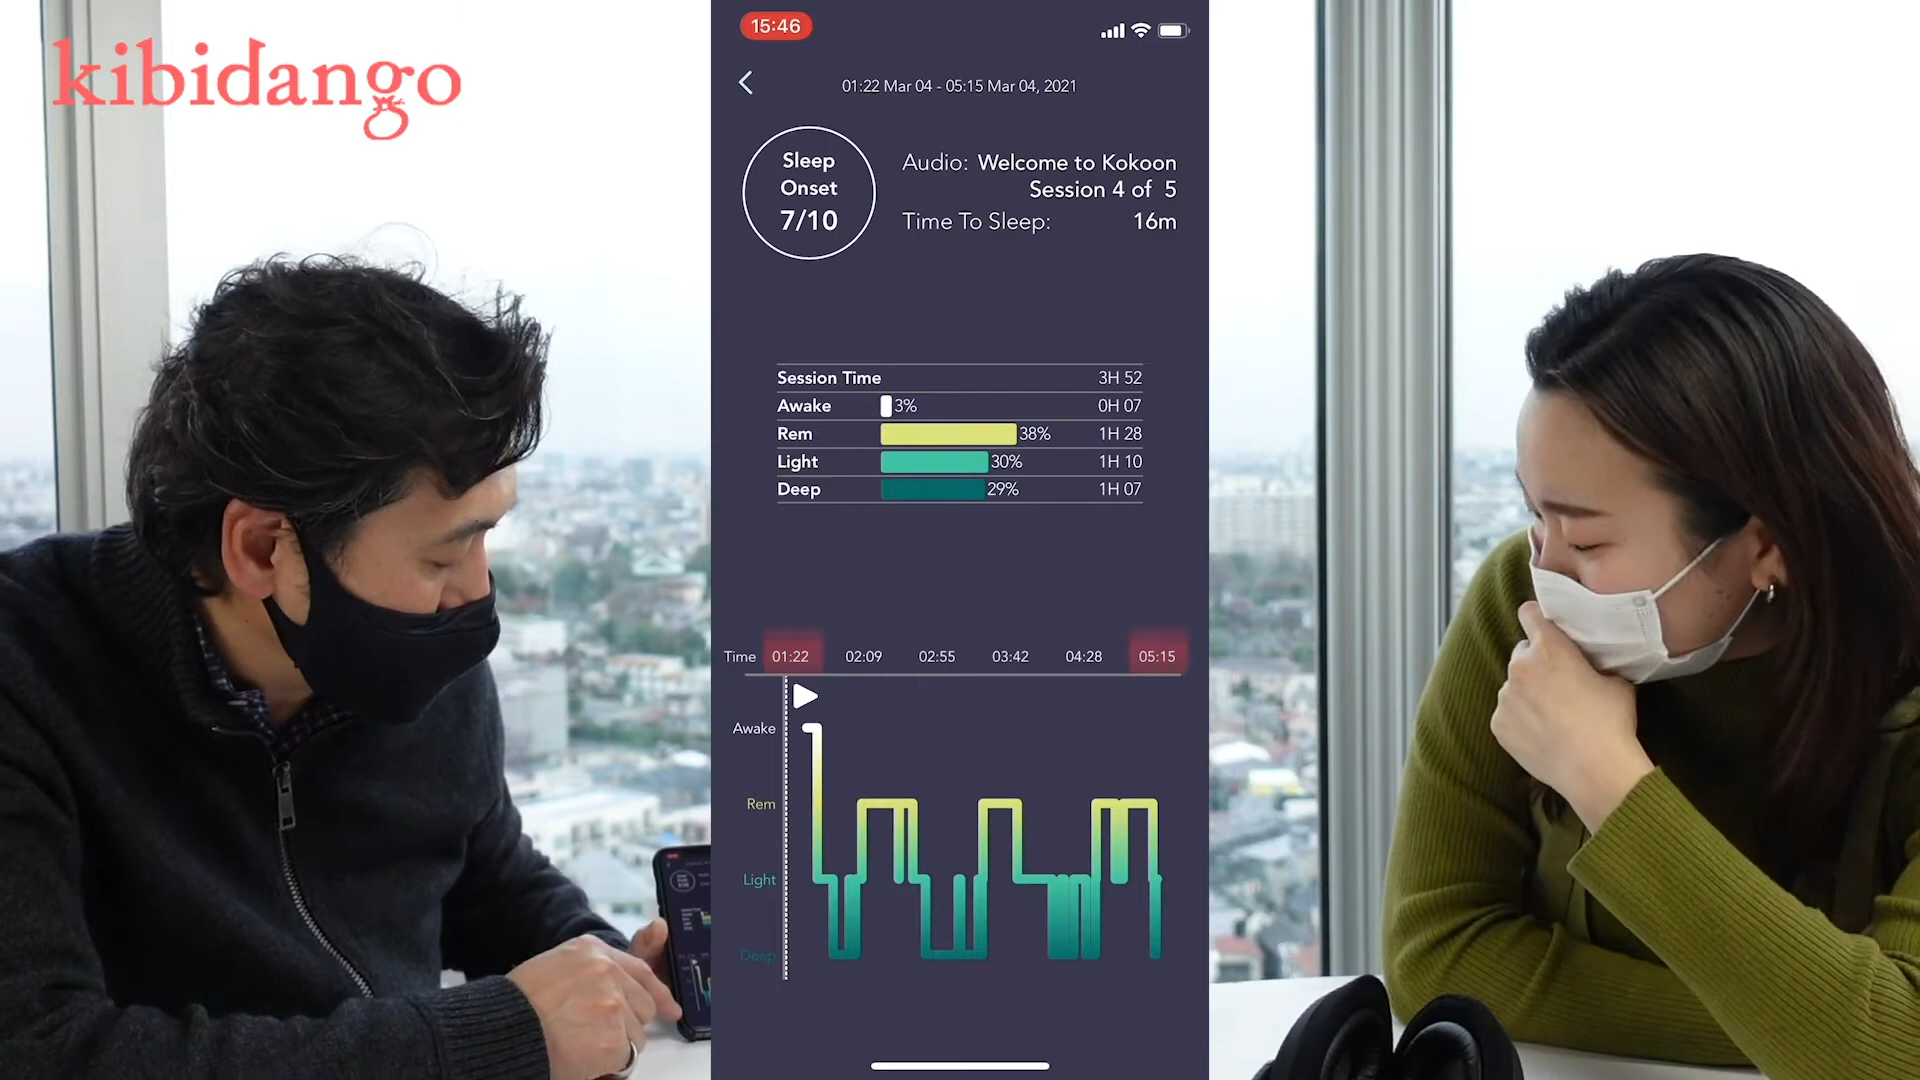 kibidango
15:46
01:22 Mar 04 - 05:15 Mar 04, 2021
Sleep
Onset
7/10
Audio: Welcome to Kokoon
Session 4 of 5
Time To Sleep: 16m
Session Time 3H 52
Awake 3% 0H 07
Rem 38% 1H 28
Light 30% 1H 10
Deep 29% 1H 07
Time 01:22 02:09 02:55 03:42 04:28 05:15
Awake
Rem
Light
Deep